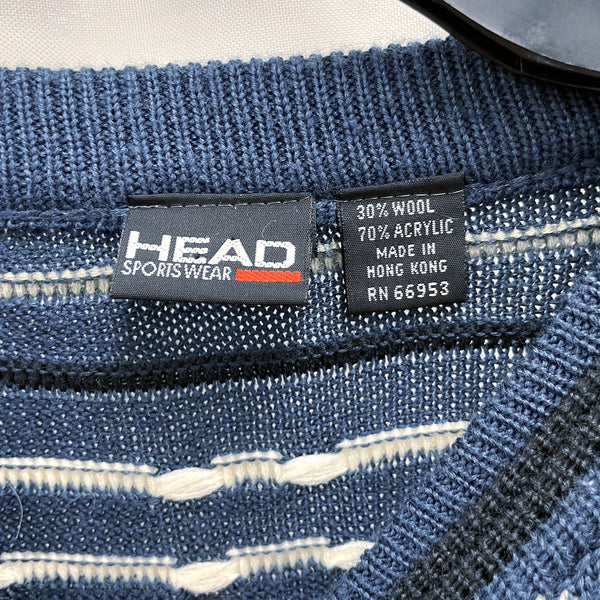 HEAD
SPORTSWEAR
30% WOOL
70% ACRYLIC
MADE IN
HONG KONG
RN 66953